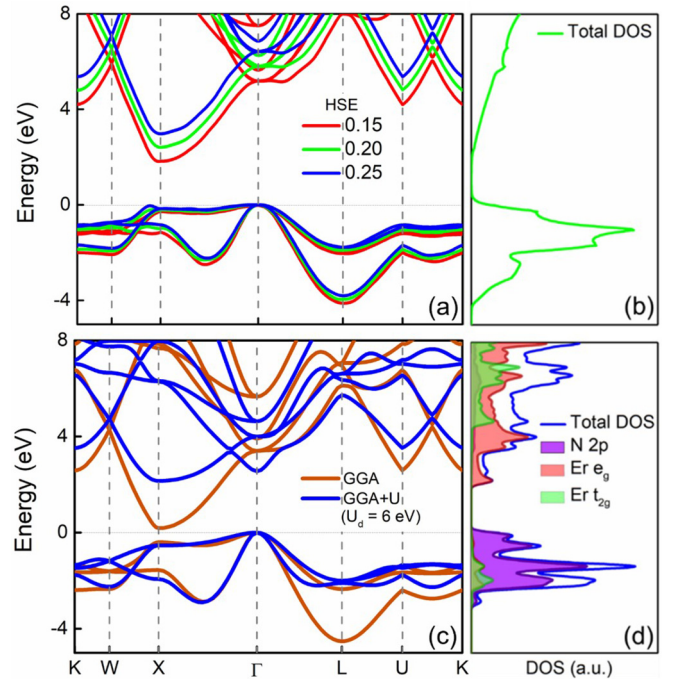 8
4
0
-4
Energy (eV)
HSE
0.15
0.20
0.25
(a)
Total DOS
(b)
8
4
0
-4
Energy (eV)
GGA
GGA+U
(U_d = 6 eV)
(c)
K W X Γ L U K
Total DOS
N 2p
Er e_g
Er t_2g
(d)
DOS (a.u.)